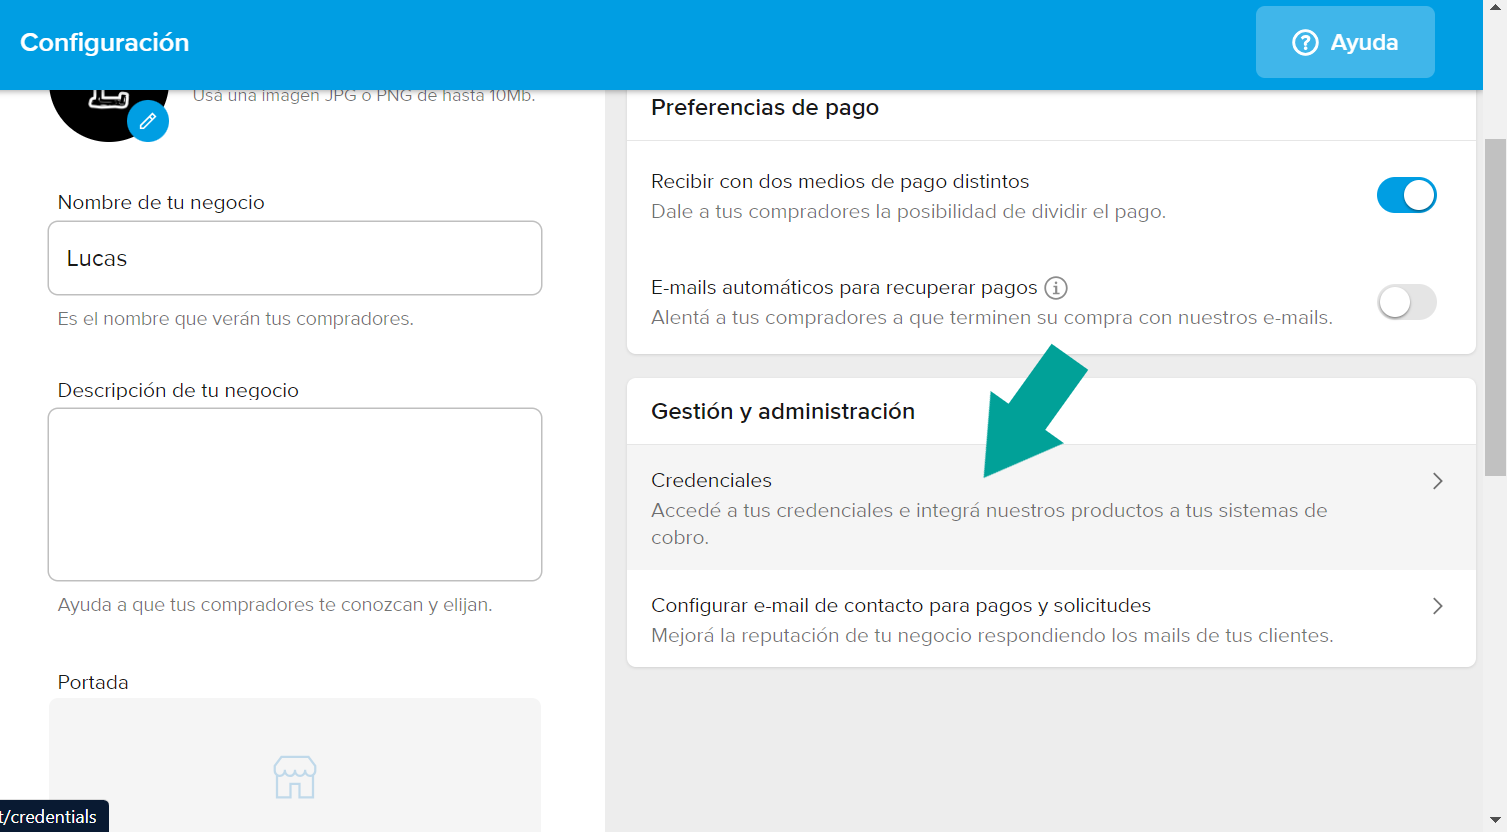 Configuración
Ayuda
Usá una imagen JPG o PNG de hasta 10Mb.
Nombre de tu negocio
Lucas
Es el nombre que verán tus compradores.
Descripción de tu negocio
Ayuda a que tus compradores te conozcan y elijan.
Portada
t/credentials
Preferencias de pago
Recibir con dos medios de pago distintos
Dale a tus compradores la posibilidad de dividir el pago.
E-mails automáticos para recuperar pagos
Alentá a tus compradores a que terminen su compra con nuestros e-mails.
Gestión y administración
Credenciales
Accedé a tus credenciales e integrá nuestros productos a tus sistemas de
cobro.
Configurar e-mail de contacto para pagos y solicitudes
Mejorá la reputación de tu negocio respondiendo los mails de tus clientes.